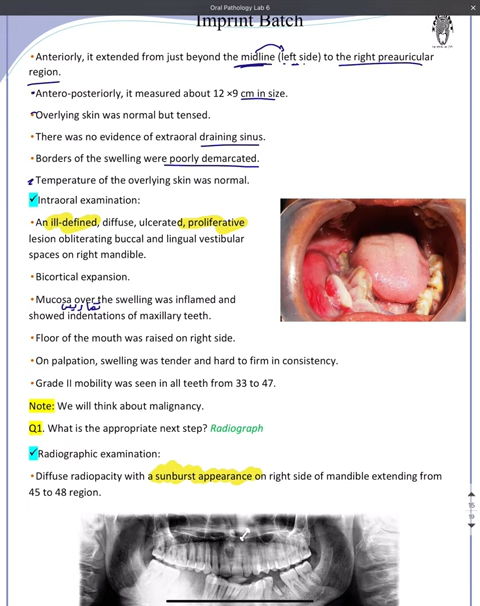 Oral Pathology Lab 6
Imprint Batch
•Anteriorly, it extended from just beyond the midline (left side) to the right preauricular
region.
•Antero-posteriorly, it measured about 12 ×9 cm in size.
•Overlying skin was normal but tensed.
•There was no evidence of extraoral draining sinus.
•Borders of the swelling were poorly demarcated.
•Temperature of the overlying skin was normal.
✓Intraoral examination:
•An ill-defined, diffuse, ulcerated, proliferative
lesion obliterating buccal and lingual vestibular
spaces on right mandible.
•Bicortical expansion.
•Mucosa over the swelling was inflamed and
showed indentations of maxillary teeth.
•Floor of the mouth was raised on right side.
•On palpation, swelling was tender and hard to firm in consistency.
•Grade II mobility was seen in all teeth from 33 to 47.
Note: We will think about malignancy.
Q1. What is the appropriate next step? Radiograph
✓Radiographic examination:
•Diffuse radiopacity with a sunburst appearance on right side of mandible extending from
45 to 48 region.
15
19